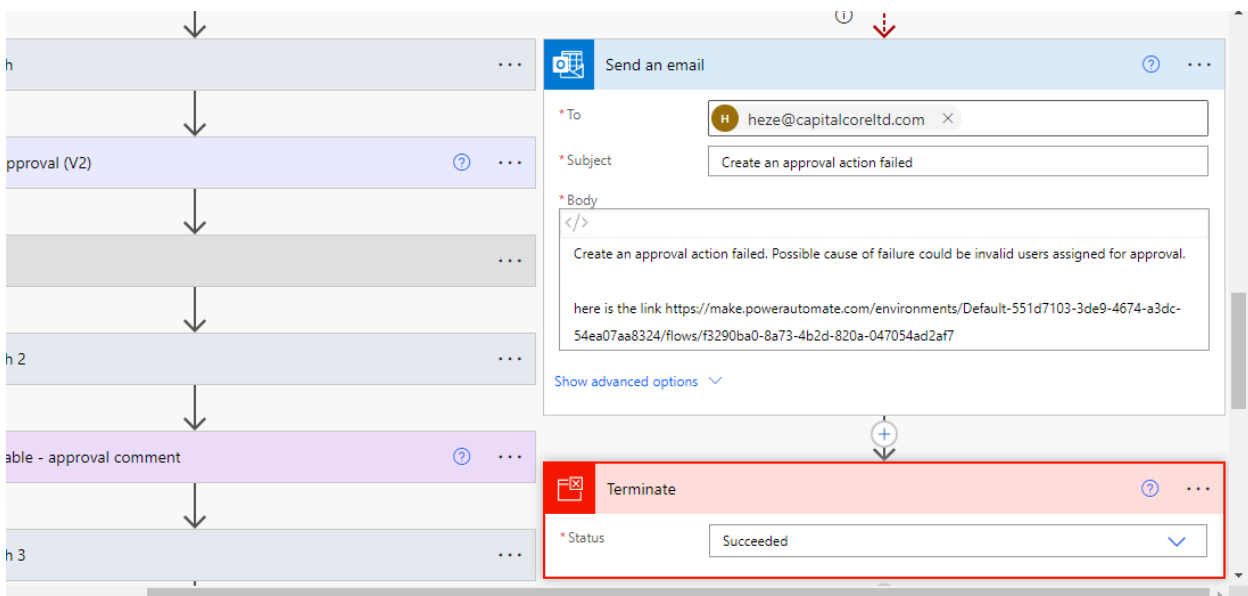 h
Send an email
* To
H heze@capitalcoreltd.com
pproval (V2)
* Subject
Create an approval action failed
* Body
</>
Create an approval action failed. Possible cause of failure could be invalid users assigned for approval.
here is the link https://make.powerautomate.com/environments/Default-551d7103-3de9-4674-a3dc-
54ea07aa8324/flows/f3290ba0-8a73-4b2d-820a-047054ad2af7
h 2
Show advanced options
able - approval comment
Terminate
* Status
Succeeded
h 3